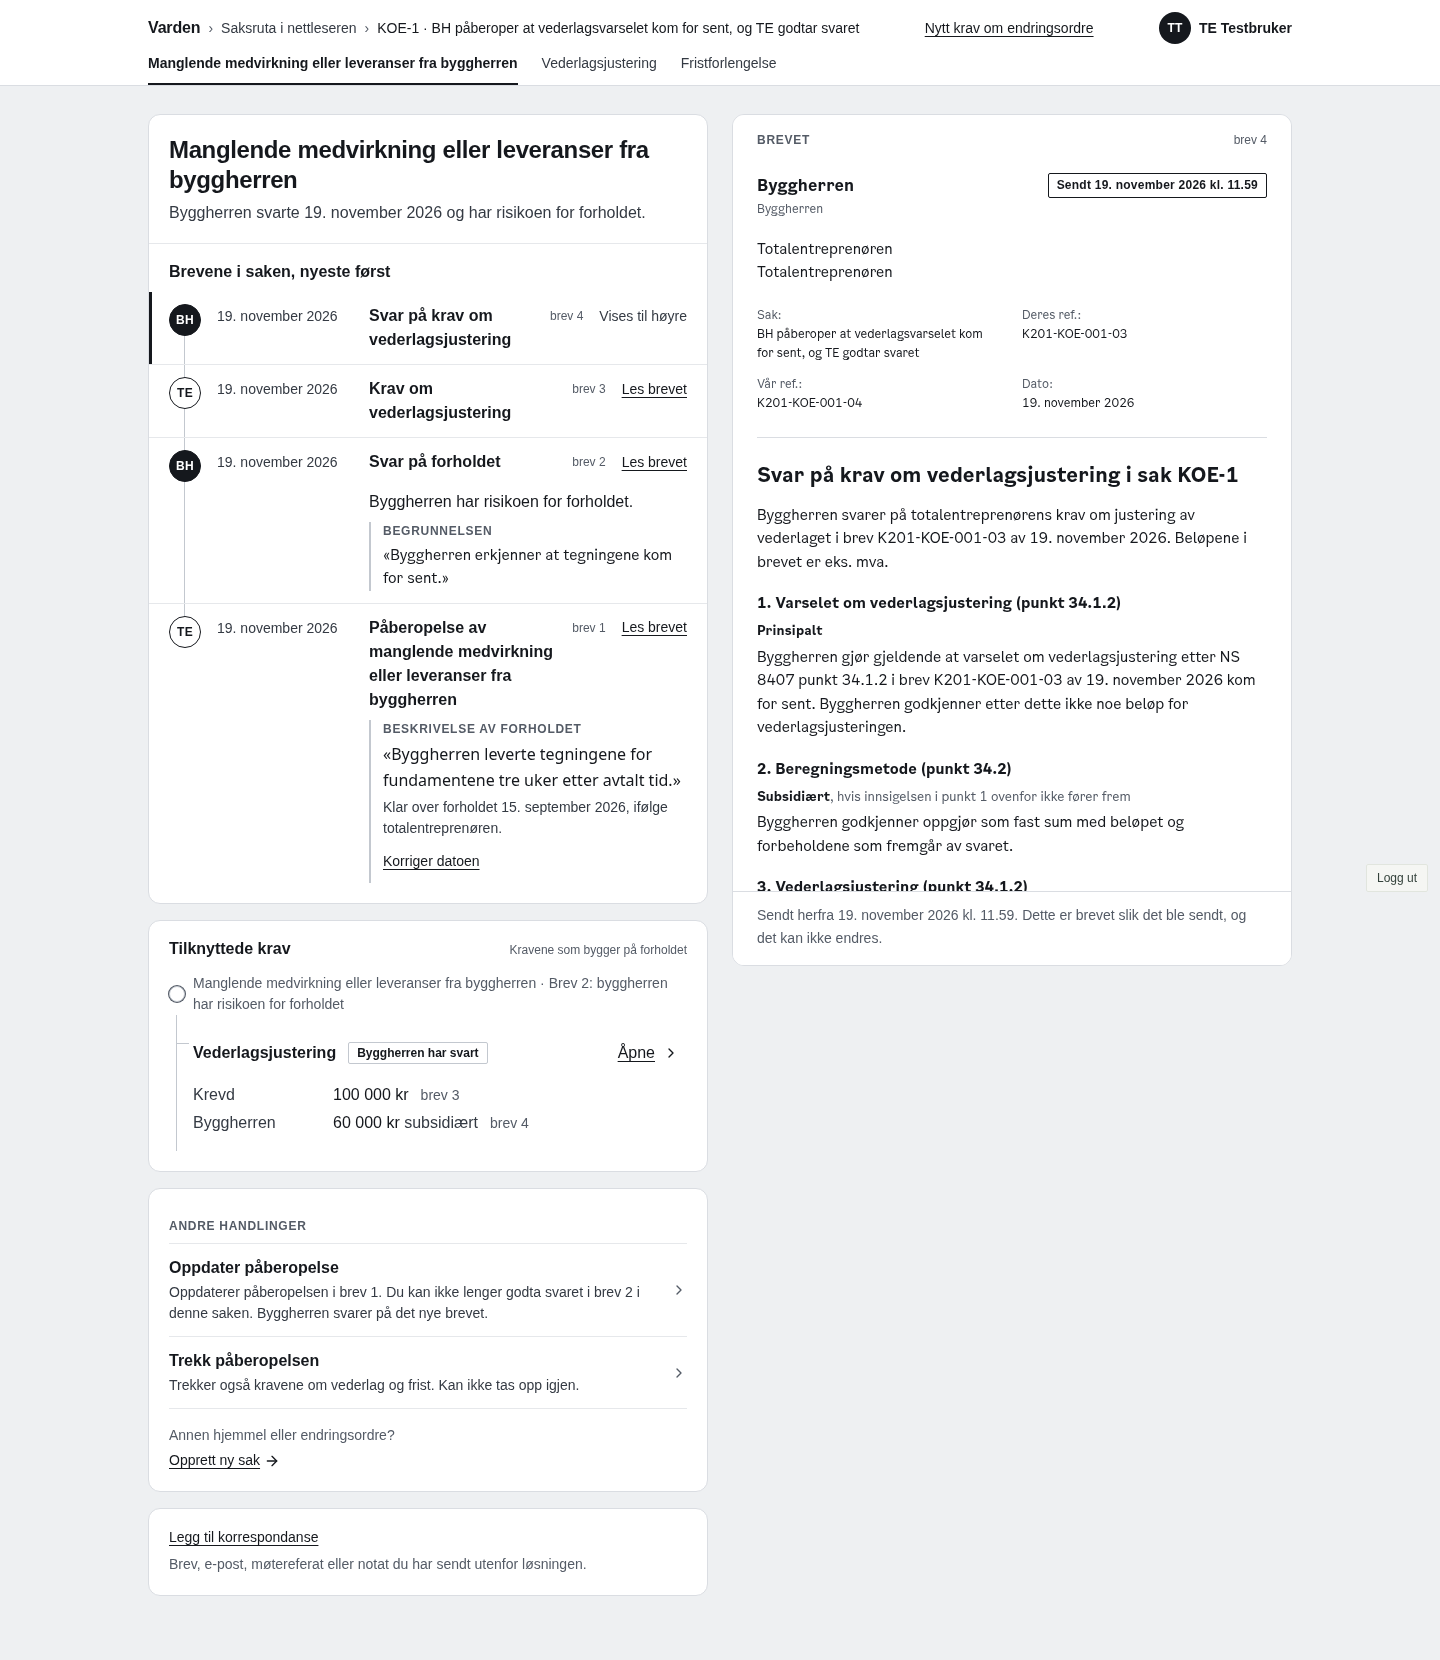 Varden › Saksruta i nettleseren › KOE-1 · BH påberoper at vederlagsvarselet kom for sent, og TE godtar svaret
Nytt krav om endringsordre
TT TE Testbruker
Manglende medvirkning eller leveranser fra byggherren Vederlagsjustering Fristforlengelse
Manglende medvirkning eller leveranser fra
byggherren
Byggherren svarte 19. november 2026 og har risikoen for forholdet.
Brevene i saken, nyeste først
BH 19. november 2026 Svar på krav om brev 4 Vises til høyre
vederlagsjustering
TE 19. november 2026 Krav om brev 3 Les brevet
vederlagsjustering
BH 19. november 2026 Svar på forholdet brev 2 Les brevet
Byggherren har risikoen for forholdet.
BEGRUNNELSEN
«Byggherren erkjenner at tegningene kom
for sent.»
TE 19. november 2026 Påberopelse av brev 1 Les brevet
manglende medvirkning
eller leveranser fra
byggherren
BESKRIVELSE AV FORHOLDET
«Byggherren leverte tegningene for
fundamentene tre uker etter avtalt tid.»
Klar over forholdet 15. september 2026, ifølge
totalentreprenøren.
Korriger datoen
Tilknyttede krav Kravene som bygger på forholdet
Manglende medvirkning eller leveranser fra byggherren · Brev 2: byggherren
har risikoen for forholdet
Vederlagsjustering Byggherren har svart Åpne
Krevd 100 000 kr brev 3
Byggherren 60 000 kr subsidiært brev 4
ANDRE HANDLINGER
Oppdater påberopelse
Oppdaterer påberopelsen i brev 1. Du kan ikke lenger godta svaret i brev 2 i
denne saken. Byggherren svarer på det nye brevet.
Trekk påberopelsen
Trekker også kravene om vederlag og frist. Kan ikke tas opp igjen.
Annen hjemmel eller endringsordre?
Opprett ny sak →
Legg til korrespondanse
Brev, e-post, møtereferat eller notat du har sendt utenfor løsningen.
BREVET brev 4
Byggherren Sendt 19. november 2026 kl. 11.59
Byggherren
Totalentreprenøren
Totalentreprenøren
Sak: Deres ref.:
BH påberoper at vederlagsvarselet kom K201-KOE-001-03
for sent, og TE godtar svaret
Vår ref.: Dato:
K201-KOE-001-04 19. november 2026
Svar på krav om vederlagsjustering i sak KOE-1
Byggherren svarer på totalentreprenørens krav om justering av
vederlaget i brev K201-KOE-001-03 av 19. november 2026. Beløpene i
brevet er eks. mva.
1. Varselet om vederlagsjustering (punkt 34.1.2)
Prinsipalt
Byggherren gjør gjeldende at varselet om vederlagsjustering etter NS
8407 punkt 34.1.2 i brev K201-KOE-001-03 av 19. november 2026 kom
for sent. Byggherren godkjenner etter dette ikke noe beløp for
vederlagsjusteringen.
2. Beregningsmetode (punkt 34.2)
Subsidiært, hvis innsigelsen i punkt 1 ovenfor ikke fører frem
Byggherren godkjenner oppgjør som fast sum med beløpet og
forbeholdene som fremgår av svaret.
3. Vederlagsjustering (punkt 34.1.2)
Sendt herfra 19. november 2026 kl. 11.59. Dette er brevet slik det ble sendt, og
det kan ikke endres.
Logg ut